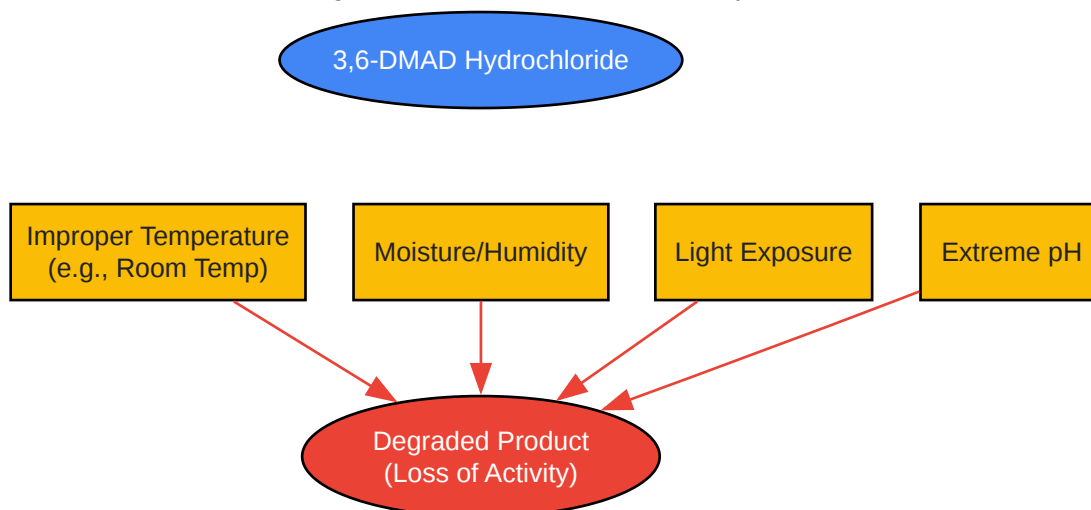 3,6-DMAD Hydrochloride
Improper Temperature
(e.g., Room Temp)
Moisture/Humidity
Light Exposure
Extreme pH
Degraded Product
(Loss of Activity)